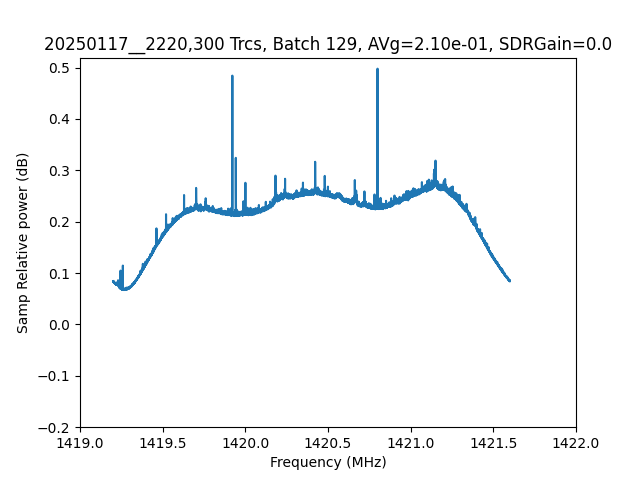 20250117__2220,300 Trcs, Batch 129, AVg=2.10e-01, SDRGain=0.0
Samp Relative power (dB)
0.5
0.4
0.3
0.2
0.1
0.0
−0.1
−0.2
1419.0 1419.5 1420.0 1420.5 1421.0 1421.5 1422.0
Frequency (MHz)